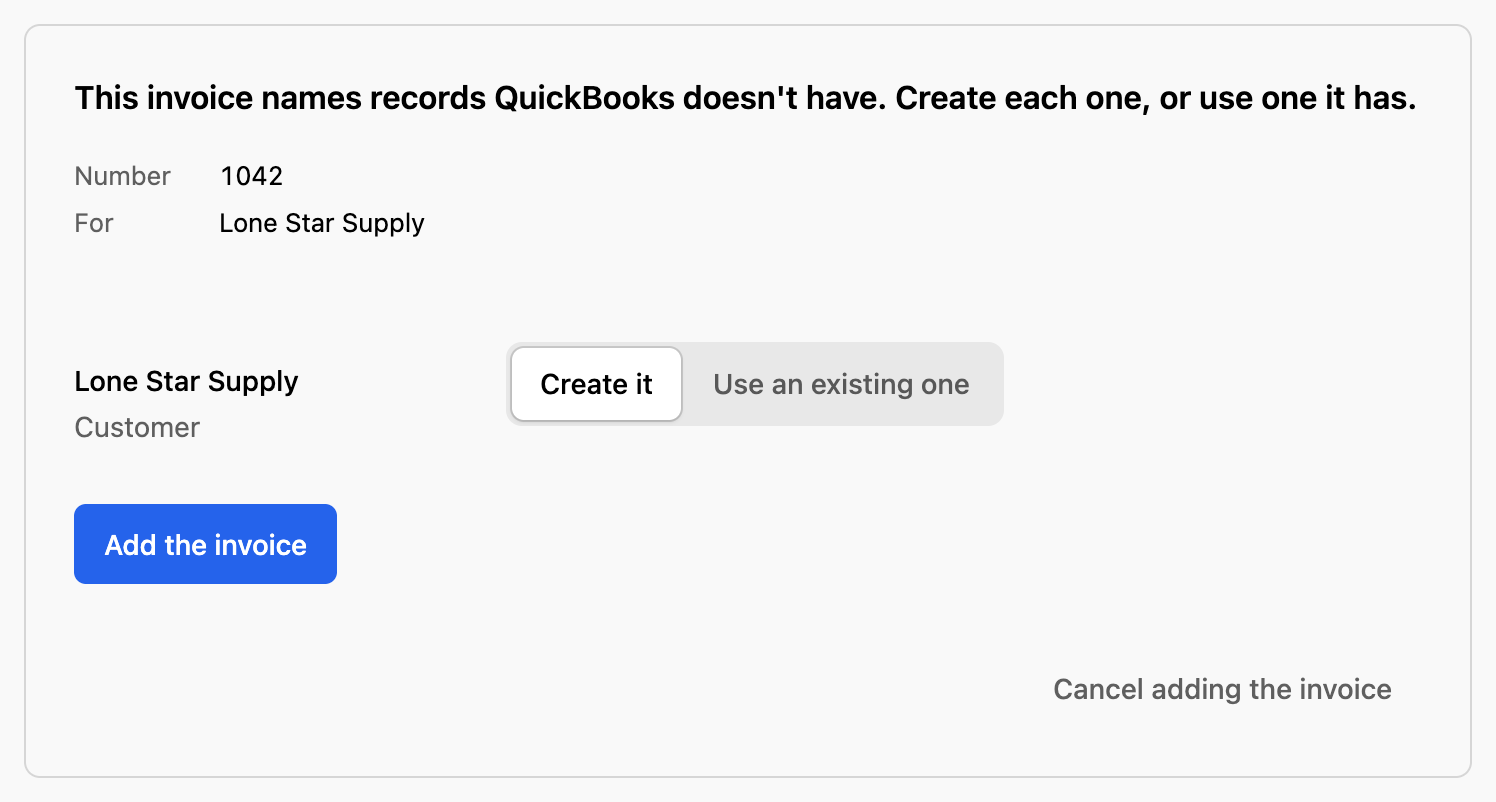 This invoice names records QuickBooks doesn't have. Create each one, or use one it has.
Number 1042
For Lone Star Supply
Lone Star Supply
Customer
Create it
Use an existing one
Add the invoice
Cancel adding the invoice